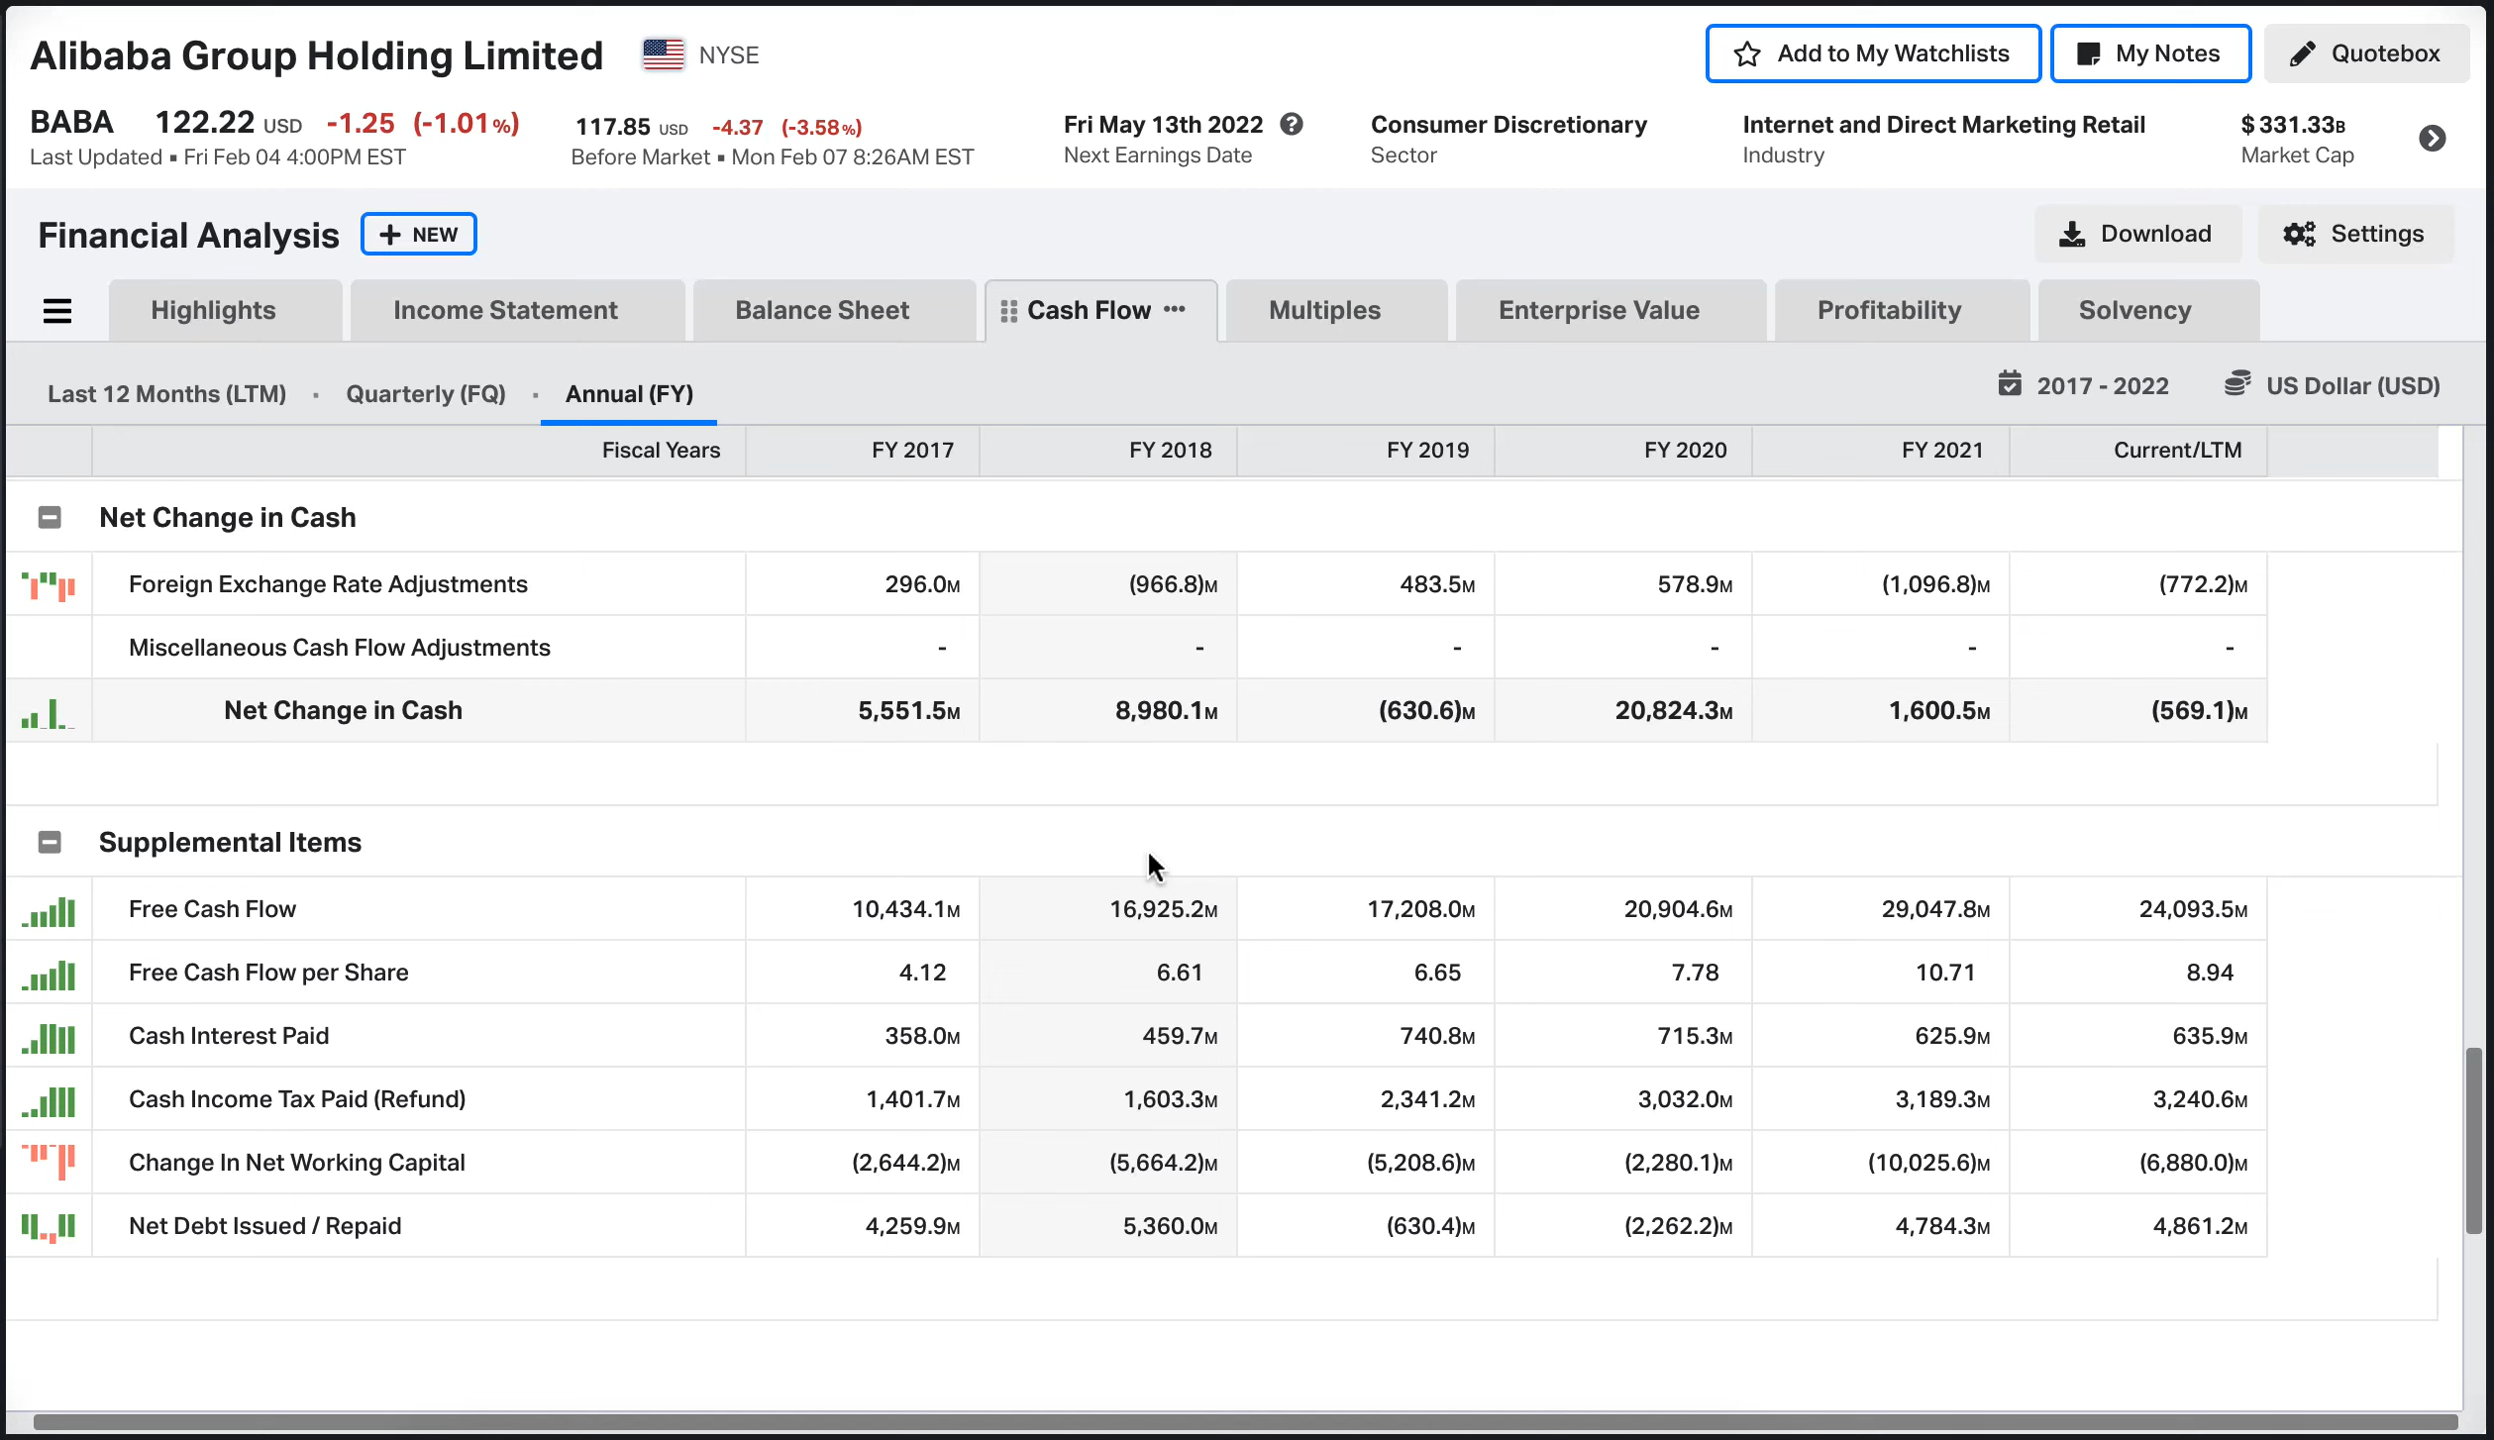 Alibaba Group Holding Limited NYSE
Add to My Watchlists My Notes Quotebox
BABA 122.22 USD -1.25 (-1.01%) 117.85 USD -4.37 (-3.58%) Fri May 13th 2022 ? Consumer Discretionary Internet and Direct Marketing Retail $331.33B
Last Updated ▪ Fri Feb 04 4:00PM EST Before Market ▪ Mon Feb 07 8:26AM EST Next Earnings Date Sector Industry Market Cap
Financial Analysis + NEW Download Settings
Highlights Income Statement Balance Sheet Cash Flow ••• Multiples Enterprise Value Profitability Solvency
Last 12 Months (LTM) · Quarterly (FQ) · Annual (FY) 2017 - 2022 US Dollar (USD)
Fiscal Years FY 2017 FY 2018 FY 2019 FY 2020 FY 2021 Current/LTM
Net Change in Cash
Foreign Exchange Rate Adjustments 296.0M (966.8)M 483.5M 578.9M (1,096.8)M (772.2)M
Miscellaneous Cash Flow Adjustments - - - - - -
Net Change in Cash 5,551.5M 8,980.1M (630.6)M 20,824.3M 1,600.5M (569.1)M
Supplemental Items
Free Cash Flow 10,434.1M 16,925.2M 17,208.0M 20,904.6M 29,047.8M 24,093.5M
Free Cash Flow per Share 4.12 6.61 6.65 7.78 10.71 8.94
Cash Interest Paid 358.0M 459.7M 740.8M 715.3M 625.9M 635.9M
Cash Income Tax Paid (Refund) 1,401.7M 1,603.3M 2,341.2M 3,032.0M 3,189.3M 3,240.6M
Change In Net Working Capital (2,644.2)M (5,664.2)M (5,208.6)M (2,280.1)M (10,025.6)M (6,880.0)M
Net Debt Issued / Repaid 4,259.9M 5,360.0M (630.4)M (2,262.2)M 4,784.3M 4,861.2M